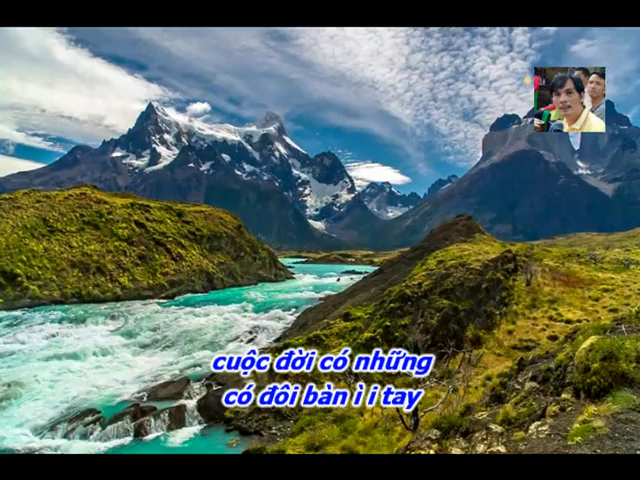 cuộc đời có những
có đôi bàn ì i tay